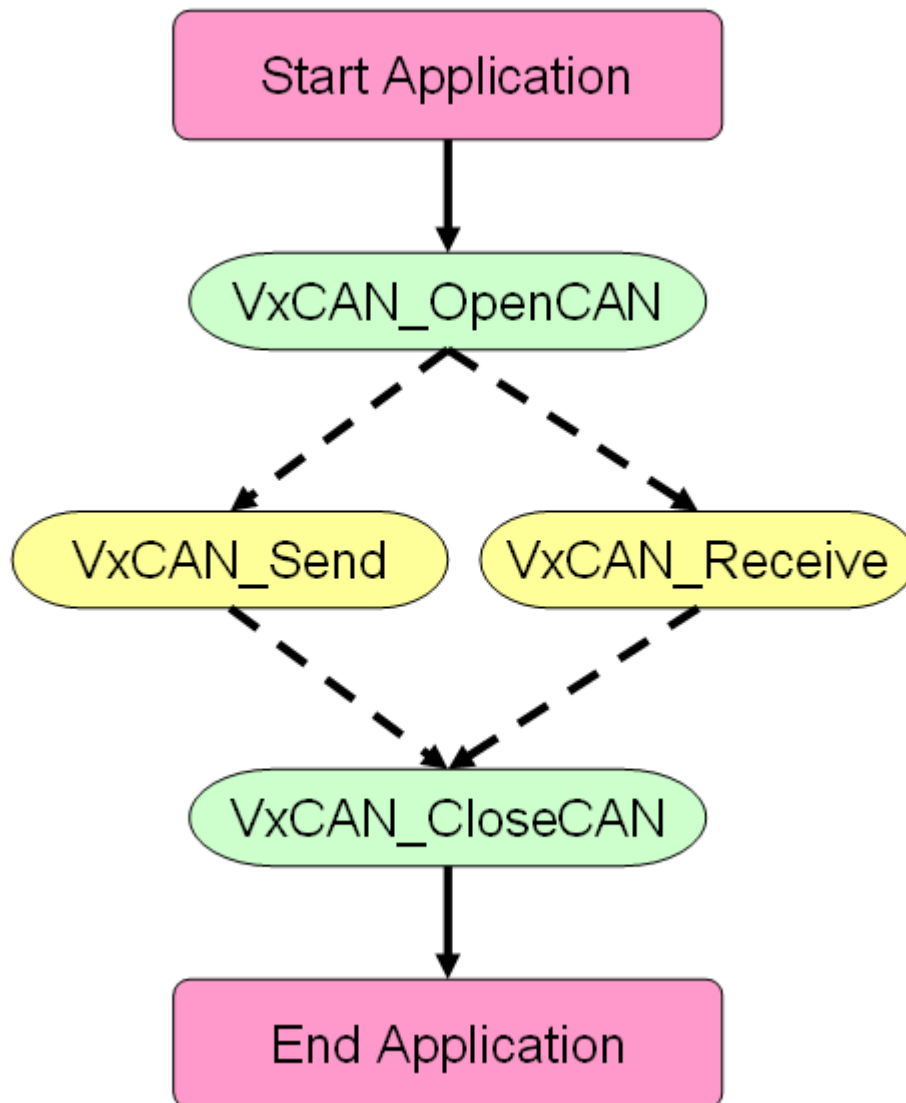 Start Application
VxCAN_OpenCAN
VxCAN_Send
VxCAN_Receive
VxCAN_CloseCAN
End Application